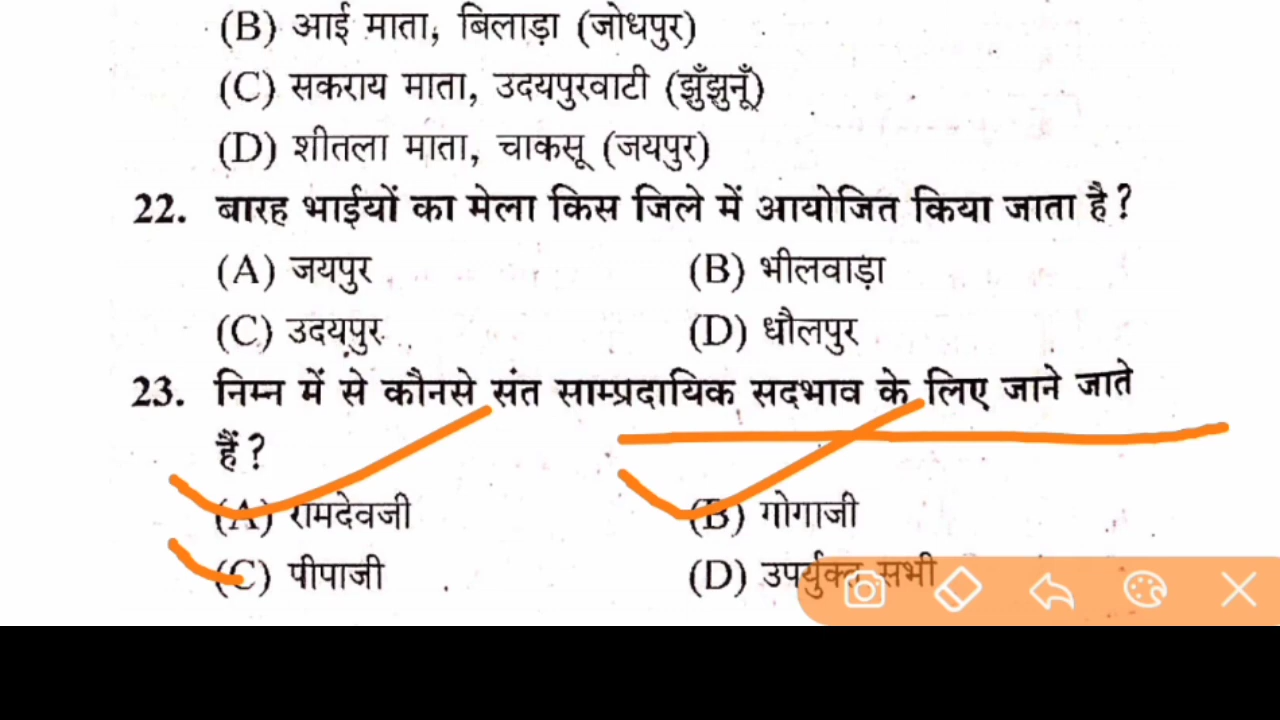 (B) आई माता, बिलाड़ा (जोधपुर)
(C) सकराय माता, उदयपुरवाटी (झुँझुनूँ)
(D) शीतला माता, चाकसू (जयपुर)
22. बारह भाईयों का मेला किस जिले में आयोजित किया जाता है ?
(A) जयपुर (B) भीलवाड़ा
(C) उदयपुर (D) धौलपुर
23. निम्न में से कौनसे संत साम्प्रदायिक सदभाव के लिए जाने जाते
हैं ?
(A) रामदेवजी (B) गोगाजी
(C) पीपाजी (D) उपर्युक्त सभी